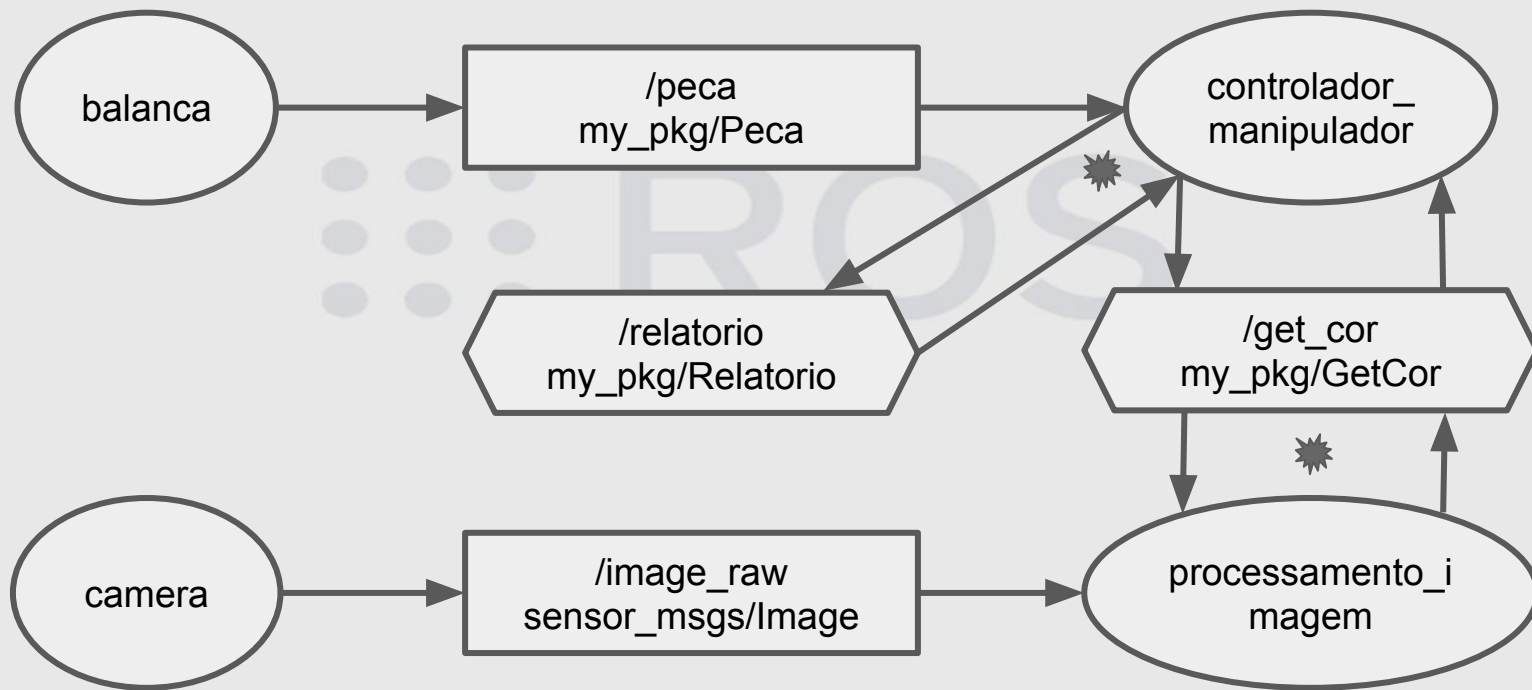 balanca
/peca
my_pkg/Peca
controlador_
manipulador
ROS
/relatorio
my_pkg/Relatorio
/get_cor
my_pkg/GetCor
camera
/image_raw
sensor_msgs/Image
processamento_i
magem